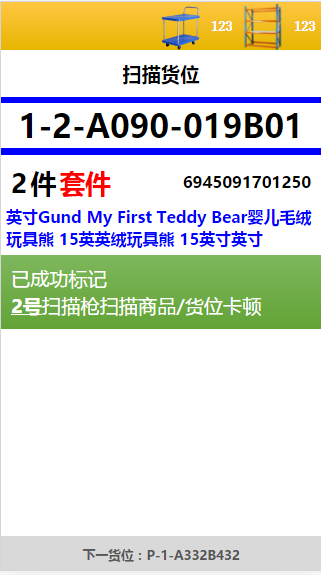 123 123
扫描货位
1-2-A090-019B01
2件套件 6945091701250
英寸Gund My First Teddy Bear婴儿毛绒
玩具熊 15英英绒玩具熊 15英寸英寸
已成功标记
2号扫描枪扫描商品/货位卡顿
下一货位：P-1-A332B432